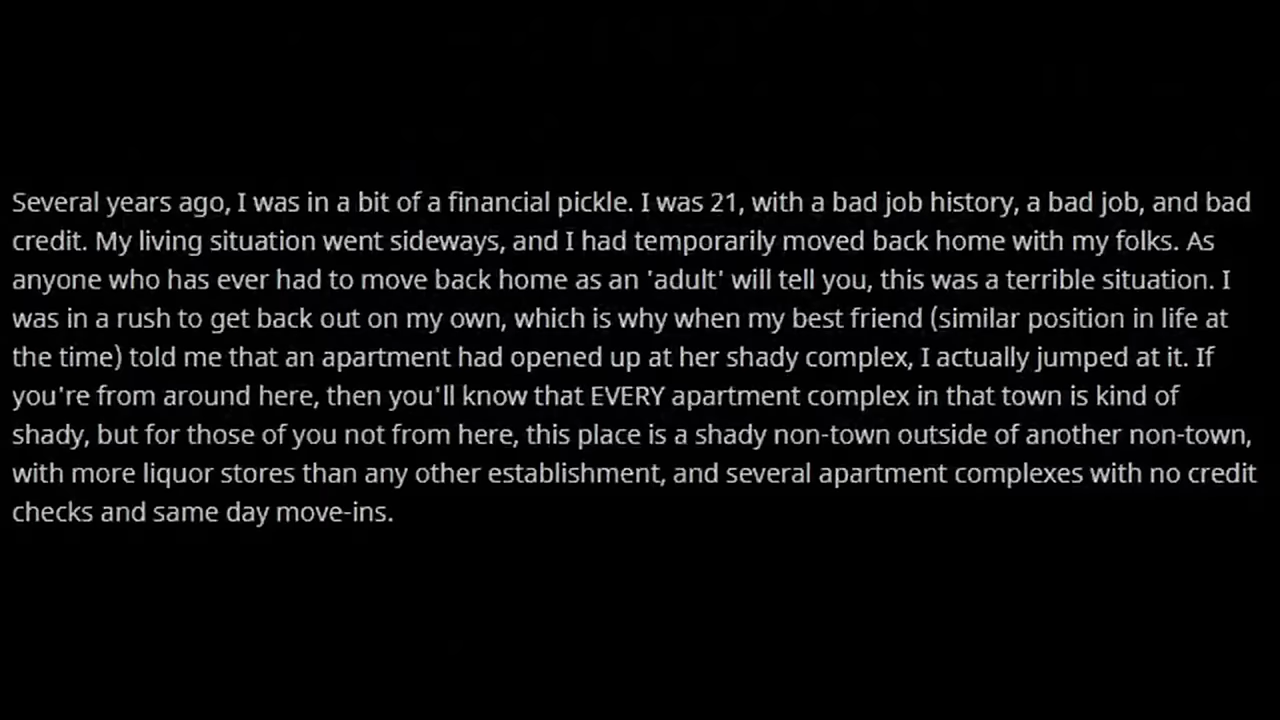 Several years ago, I was in a bit of a financial pickle. I was 21, with a bad job history, a bad job, and bad
credit. My living situation went sideways, and I had temporarily moved back home with my folks. As
anyone who has ever had to move back home as an 'adult' will tell you, this was a terrible situation. I
was in a rush to get back out on my own, which is why when my best friend (similar position in life at
the time) told me that an apartment had opened up at her shady complex, I actually jumped at it. If
you're from around here, then you'll know that EVERY apartment complex in that town is kind of
shady, but for those of you not from here, this place is a shady non-town outside of another non-town,
with more liquor stores than any other establishment, and several apartment complexes with no credit
checks and same day move-ins.